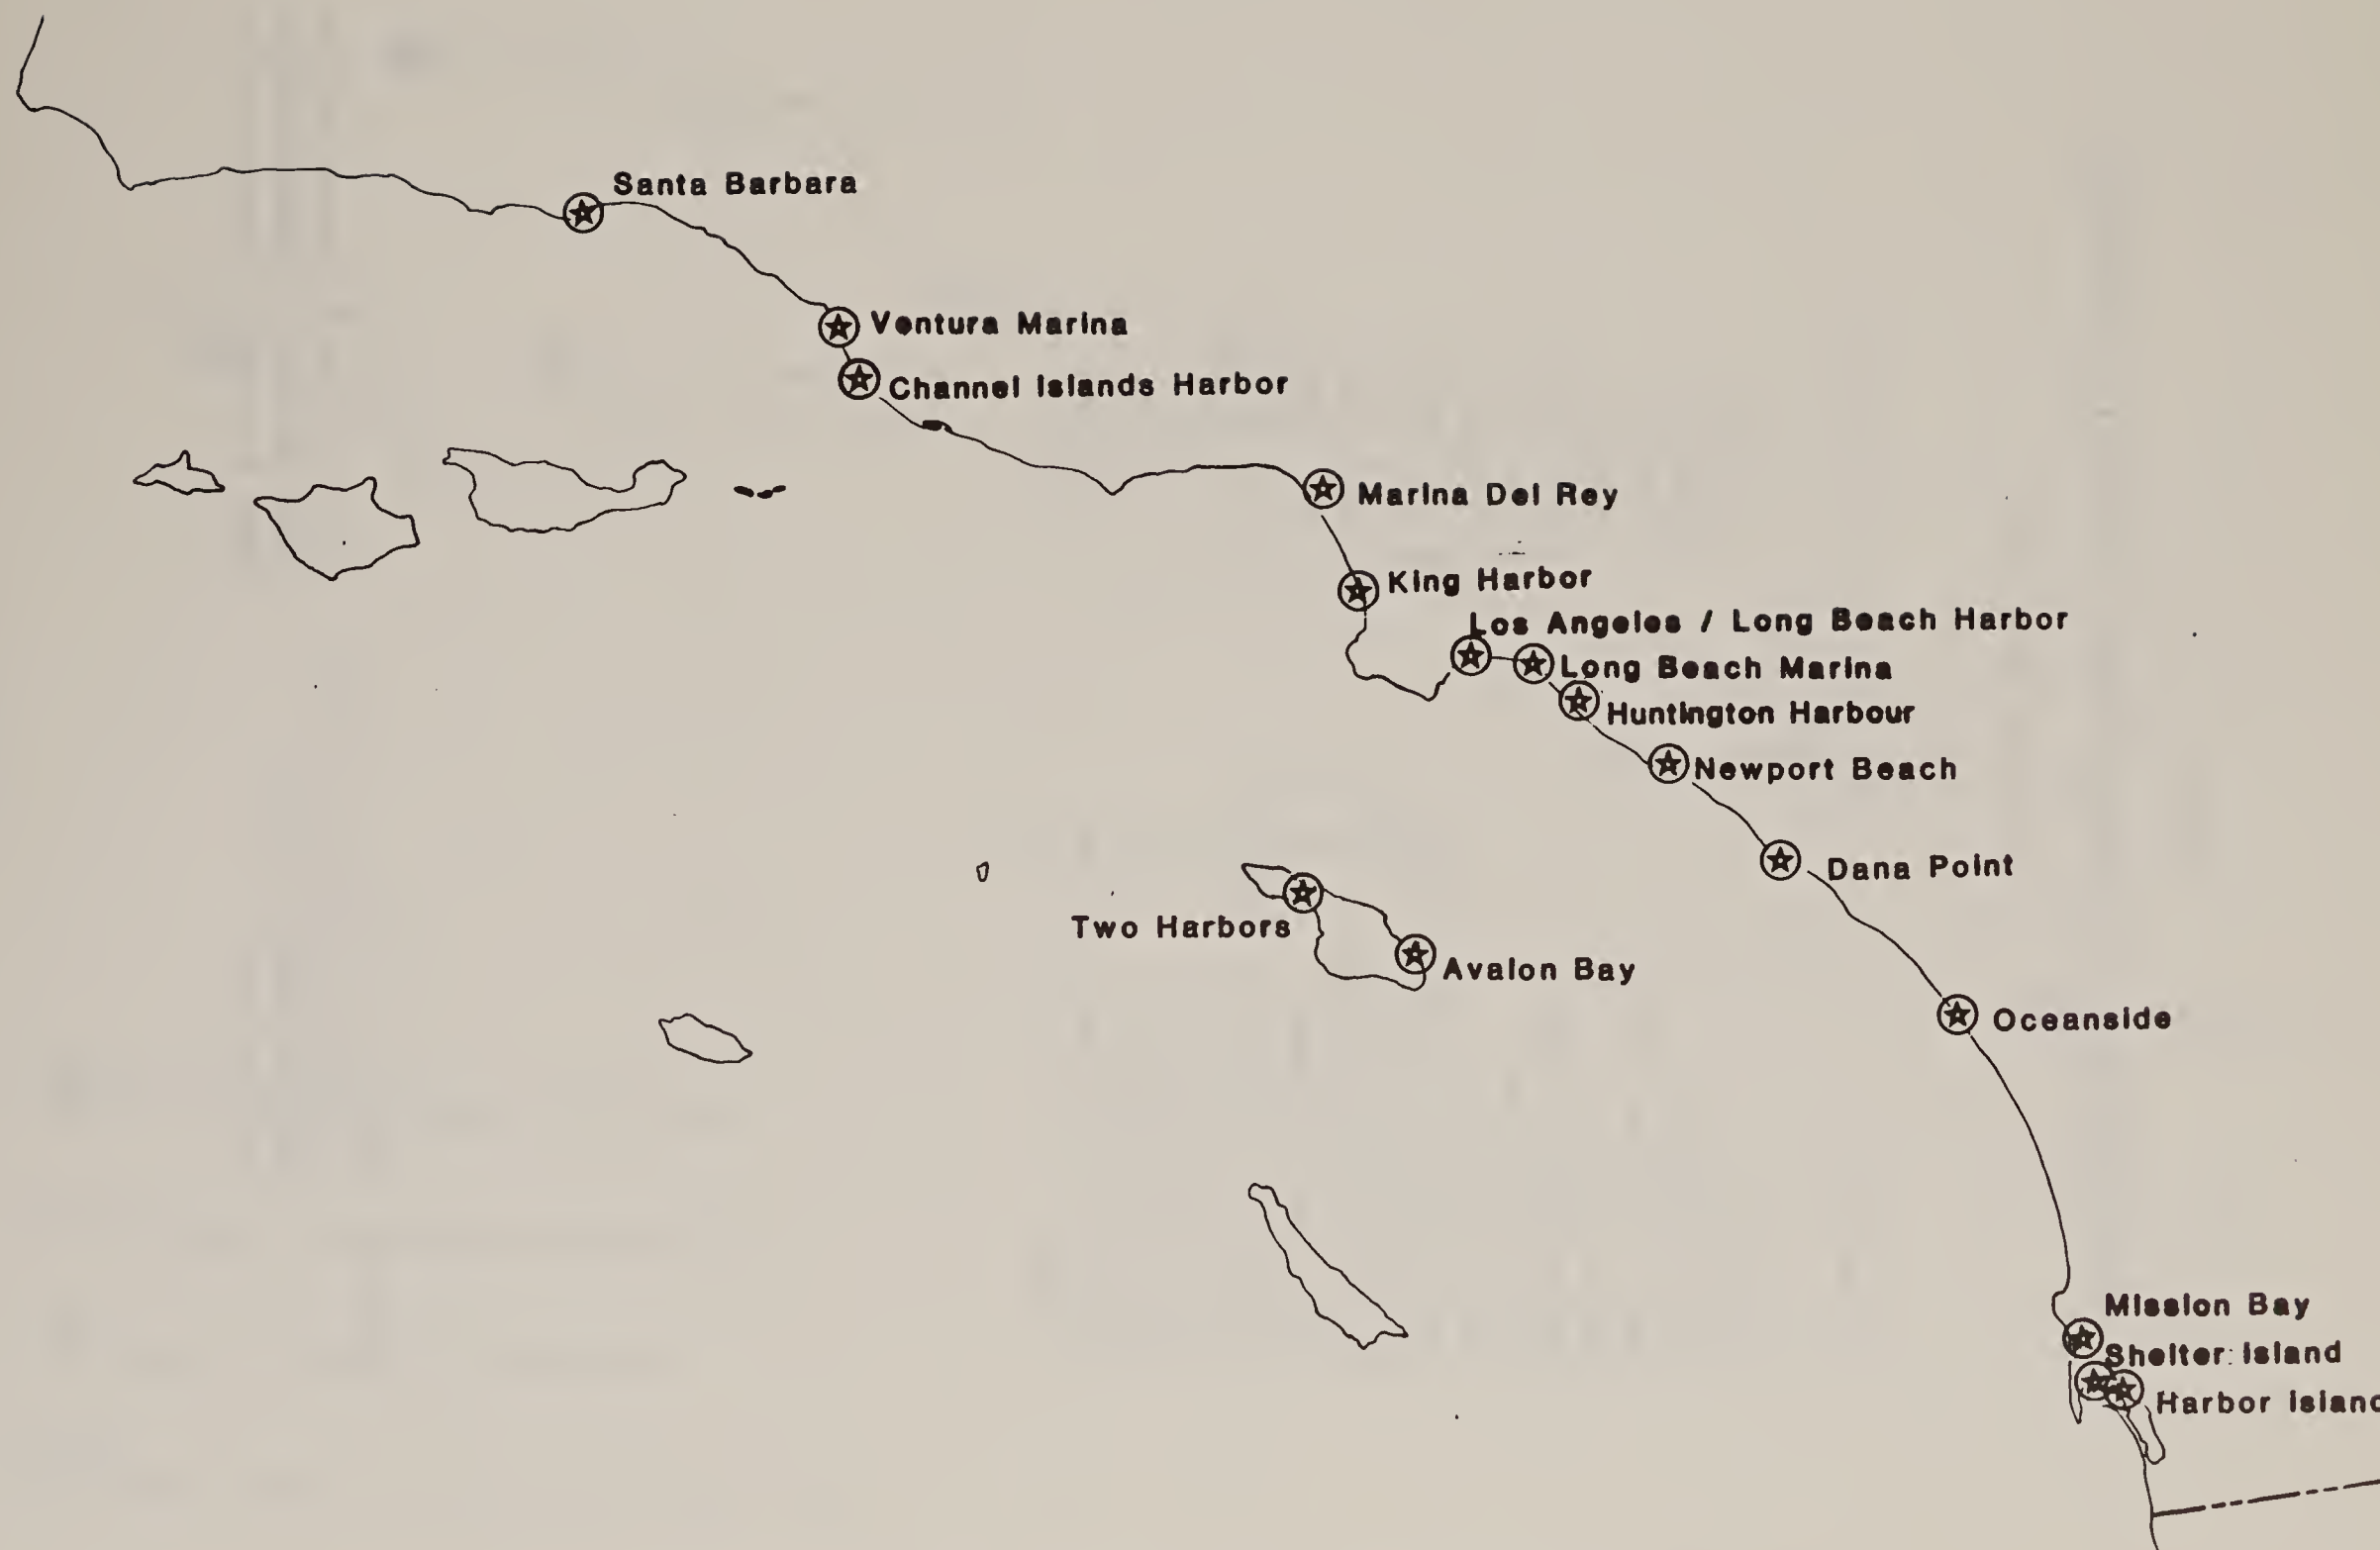 Santa Barbara
Ventura Marina
Channel Islands Harbor
Marina Del Rey
King Harbor
Los Angeles / Long Beach Harbor
Long Beach Marina
Huntington Harbour
Newport Beach
Dana Point
Two Harbors
Avalon Bay
Oceanside
Mission Bay
Shelter Island
Harbor Island